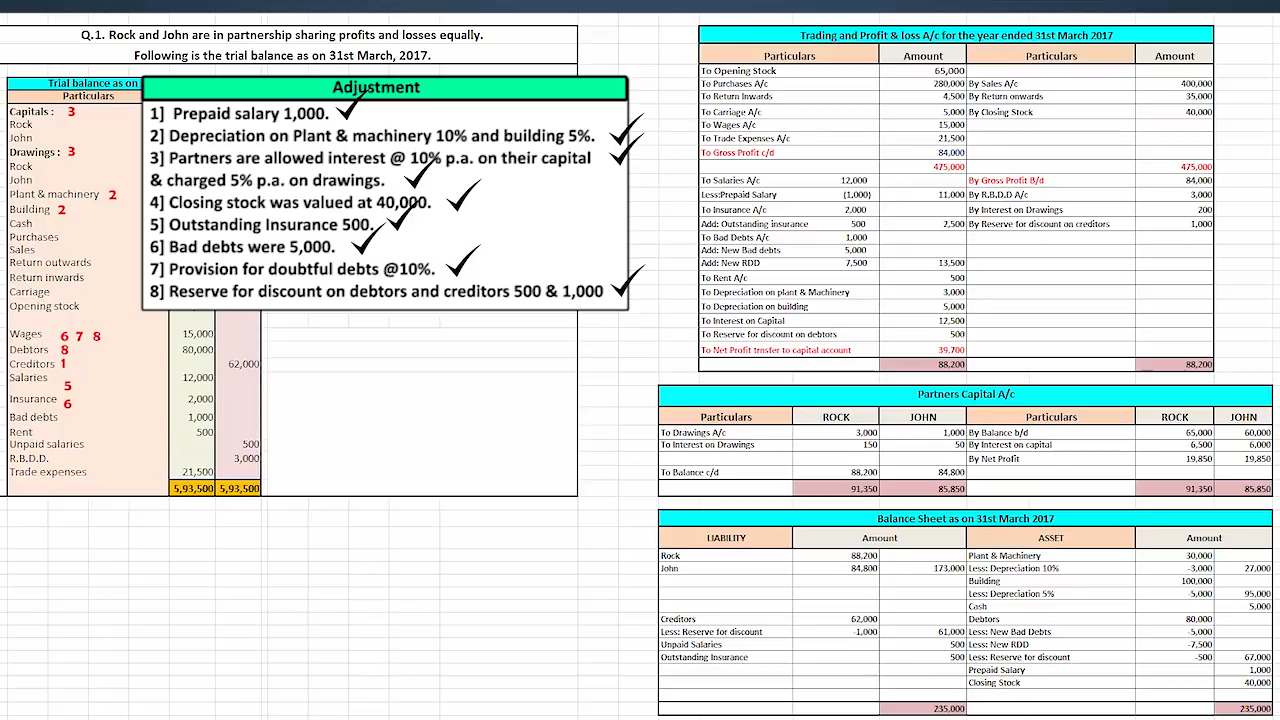 Q.1. Rock and John are in partnership sharing profits and losses equally.
Following is the trial balance as on 31st March, 2017.
Trial balance as on
Particulars
Capitals : 3
Rock
John
Drawings : 3
Rock
John
Plant & machinery 2
Building 2
Cash
Purchases
Sales
Return outwards
Return inwards
Carriage
Opening stock
Wages 6 7 8 15,000
Debtors 8 80,000
Creditors 1 62,000
Salaries 5 12,000
Insurance 6 2,000
Bad debts 1,000
Rent 500
Unpaid salaries 500
R.B.D.D. 3,000
Trade expenses 21,500
5,93,500 5,93,500
Adjustment
1] Prepaid salary 1,000.
2] Depreciation on Plant & machinery 10% and building 5%.
3] Partners are allowed interest @ 10% p.a. on their capital
& charged 5% p.a. on drawings.
4] Closing stock was valued at 40,000.
5] Outstanding Insurance 500.
6] Bad debts were 5,000.
7] Provision for doubtful debts @10%.
8] Reserve for discount on debtors and creditors 500 & 1,000
Trading and Profit & loss A/c for the year ended 31st March 2017
Particulars Amount Particulars Amount
To Opening Stock 65,000
To Purchases A/c 280,000 By Sales A/c 400,000
To Return Inwards 4,500 By Return onwards 35,000
To Carriage A/c 5,000 By Closing Stock 40,000
To Wages A/c 15,000
To Trade Expenses A/c 21,500
To Gross Profit c/d 84,000
475,000 475,000
To Salaries A/c 12,000 By Gross Profit B/d 84,000
Less:Prepaid Salary (1,000) 11,000 By R.B.D.D A/c 3,000
To Insurance A/c 2,000 By Interest on Drawings 200
Add: Outstanding insurance 500 2,500 By Reserve for discount on creditors 1,000
To Bad Debts A/c 1,000
Add: New Bad debts 5,000
Add: New RDD 7,500 13,500
To Rent A/c 500
To Depreciation on plant & Machinery 3,000
To Depreciation on building 5,000
To Interest on Capital 12,500
To Reserve for discount on debtors 500
To Net Profit trnsfer to capital account 39,700
88,200 88,200
Partners Capital A/c
Particulars ROCK JOHN Particulars ROCK JOHN
To Drawings A/c 3,000 1,000 By Balance b/d 65,000 60,000
To Interest on Drawings 150 50 By Interest on capital 6,500 6,000
By Net Profit 19,850 19,850
To Balance c/d 88,200 84,800
91,350 85,850 91,350 85,850
Balance Sheet as on 31st March 2017
LIABILITY Amount ASSET Amount
Rock 88,200 Plant & Machinery 30,000
John 84,800 173,000 Less: Depreciation 10% -3,000 27,000
Building 100,000
Less: Depreciation 5% -5,000 95,000
Cash 5,000
Creditors 62,000 Debtors 80,000
Less: Reserve for discount -1,000 61,000 Less: New Bad Debts -5,000
Unpaid Salaries 500 Less: New RDD -7,500
Outstanding Insurance 500 Less: Reserve for discount -500 67,000
Prepaid Salary 1,000
Closing Stock 40,000
235,000 235,000